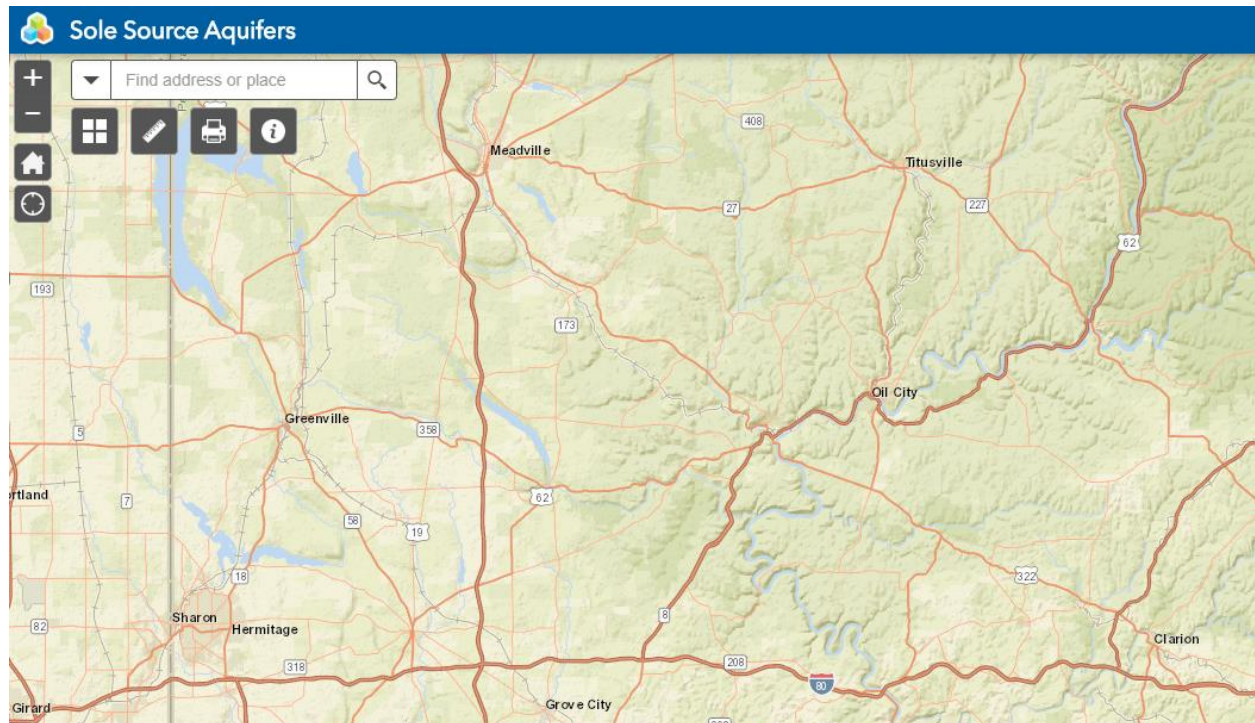 Sole Source Aquifers
+
Find address or place
−
Meadville
408
Titusville
27
227
62
193
173
Oil City
Greenville
358
5
62
7
58
19
18
322
Sharon
82
Hermitage
8
Clarion
318
208
80
Girard
Grove City